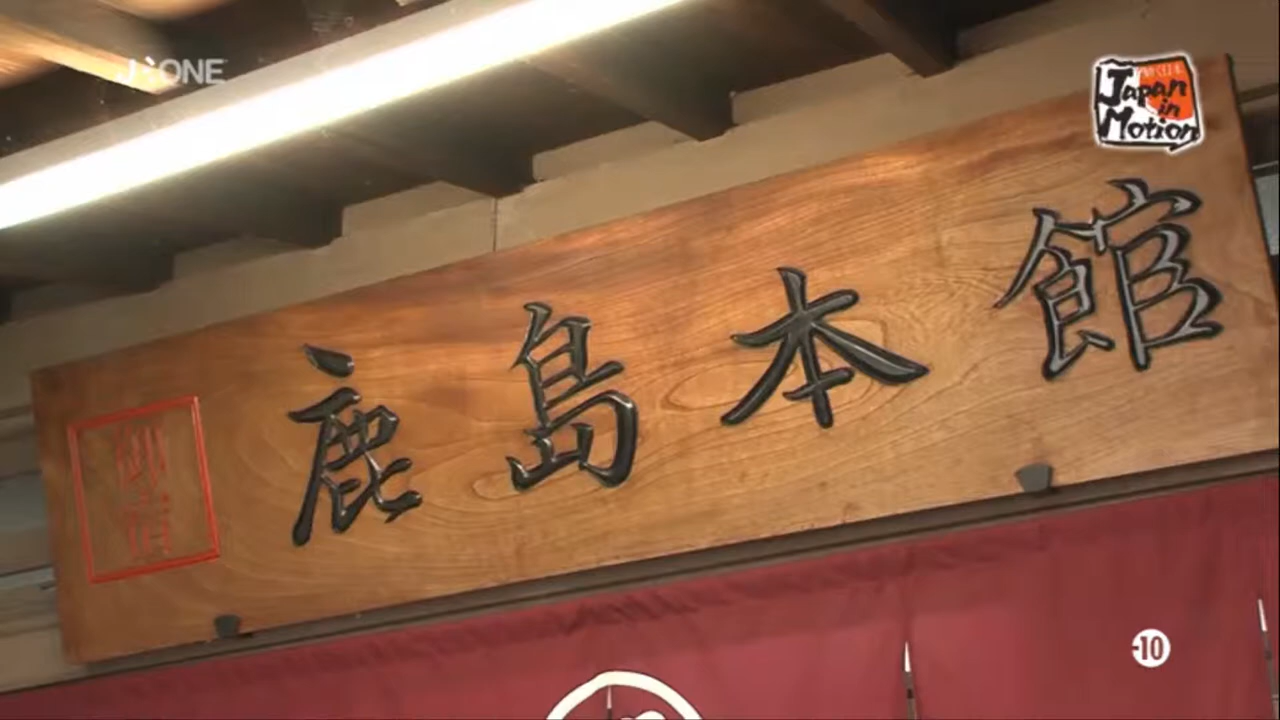 J-ONE
Japan
in
Motion
鹿島本館
-10